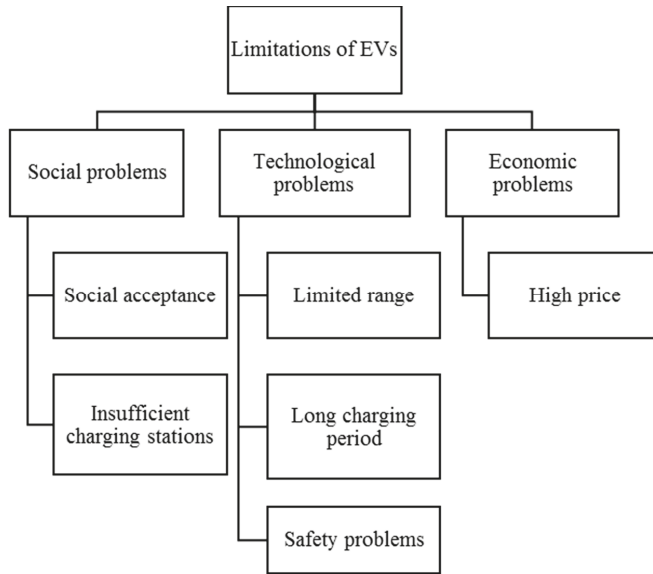 Limitations of EVs
Social problems
Technological
problems
Economic
problems
Social acceptance
Limited range
High price
Insufficient
charging stations
Long charging
period
Safety problems